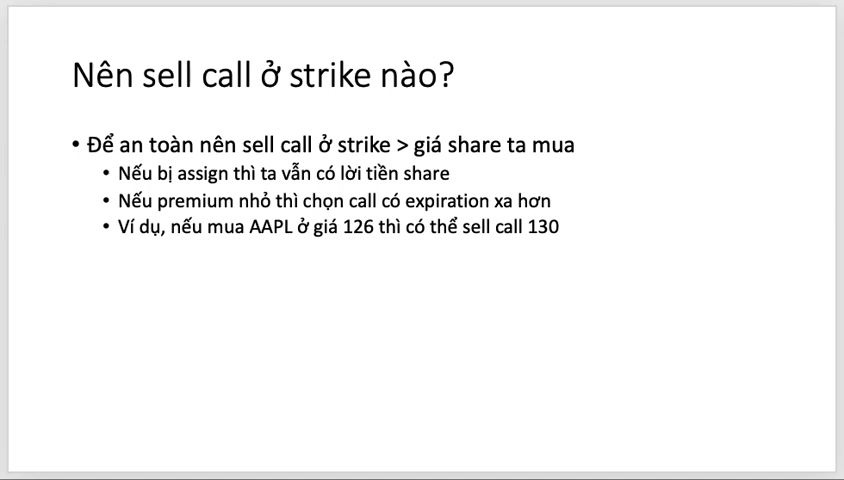 Nên sell call ở strike nào?
• Để an toàn nên sell call ở strike > giá share ta mua
• Nếu bị assign thì ta vẫn có lời tiền share
• Nếu premium nhỏ thì chọn call có expiration xa hơn
• Ví dụ, nếu mua AAPL ở giá 126 thì có thể sell call 130